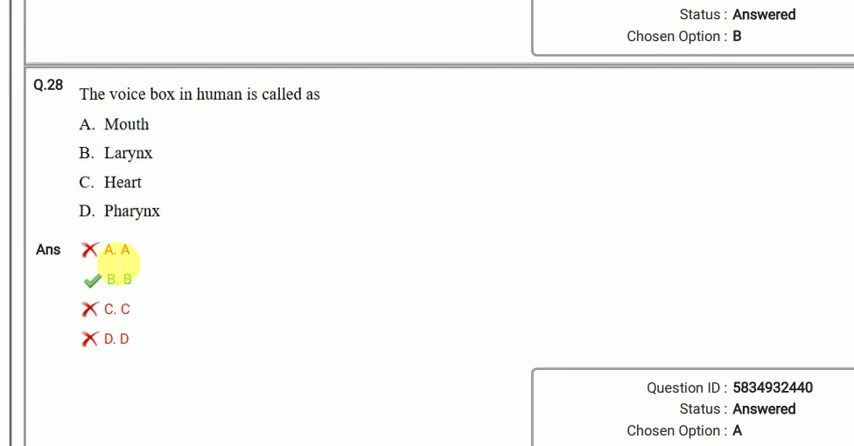 Status : Answered
Chosen Option : B
Q.28 The voice box in human is called as
A. Mouth
B. Larynx
C. Heart
D. Pharynx
Ans A. A
B. B
C. C
D. D
Question ID : 5834932440
Status : Answered
Chosen Option : A